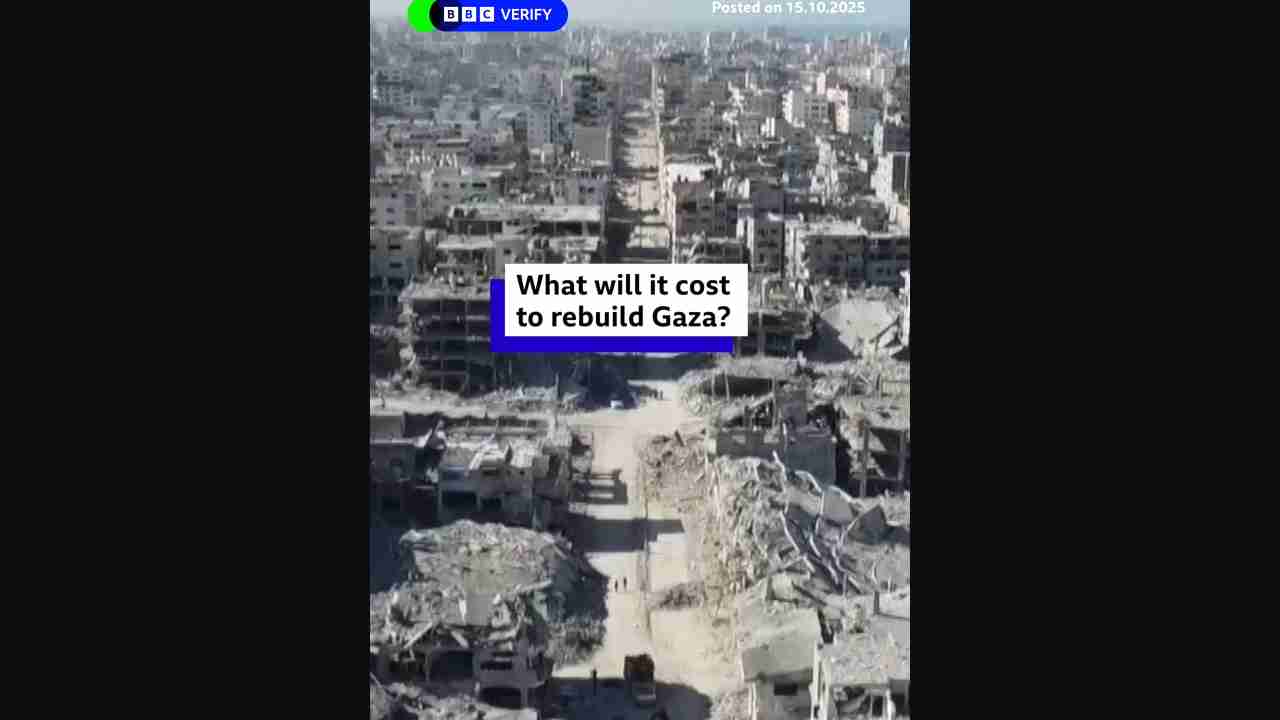 BBC VERIFY
Posted on 15.10.2025
What will it cost
to rebuild Gaza?